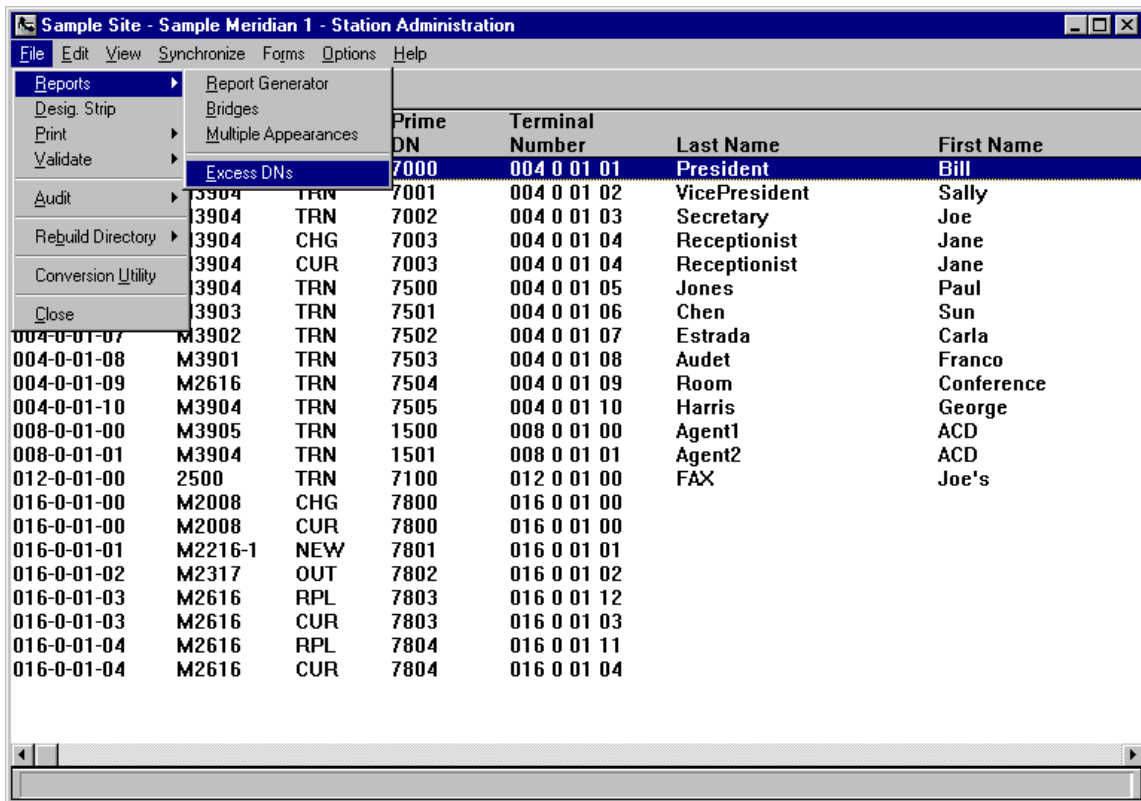 Sample Site - Sample Meridian 1 - Station Administration
File Edit View Synchronize Forms Options Help
Reports Report Generator
Desig. Strip Bridges
Print Multiple Appearances Prime Terminal
Validate DN Number Last Name First Name
Excess DNs 7000 004 0 01 01 President Bill
Audit TRN 7001 004 0 01 02 VicePresident Sally
3904 TRN 7002 004 0 01 03 Secretary Joe
Rebuild Directory 3904 CHG 7003 004 0 01 04 Receptionist Jane
3904 CUR 7003 004 0 01 04 Receptionist Jane
Conversion Utility 3904 TRN 7500 004 0 01 05 Jones Paul
Close 3903 TRN 7501 004 0 01 06 Chen Sun
004-0-01-07 M3902 TRN 7502 004 0 01 07 Estrada Carla
004-0-01-08 M3901 TRN 7503 004 0 01 08 Audet Franco
004-0-01-09 M2616 TRN 7504 004 0 01 09 Room Conference
004-0-01-10 M3904 TRN 7505 004 0 01 10 Harris George
008-0-01-00 M3905 TRN 1500 008 0 01 00 Agent1 ACD
008-0-01-01 M3904 TRN 1501 008 0 01 01 Agent2 ACD
012-0-01-00 2500 TRN 7100 012 0 01 00 FAX Joe's
016-0-01-00 M2008 CHG 7800 016 0 01 00
016-0-01-00 M2008 CUR 7800 016 0 01 00
016-0-01-01 M2216-1 NEW 7801 016 0 01 01
016-0-01-02 M2317 OUT 7802 016 0 01 02
016-0-01-03 M2616 RPL 7803 016 0 01 12
016-0-01-03 M2616 CUR 7803 016 0 01 03
016-0-01-04 M2616 RPL 7804 016 0 01 11
016-0-01-04 M2616 CUR 7804 016 0 01 04